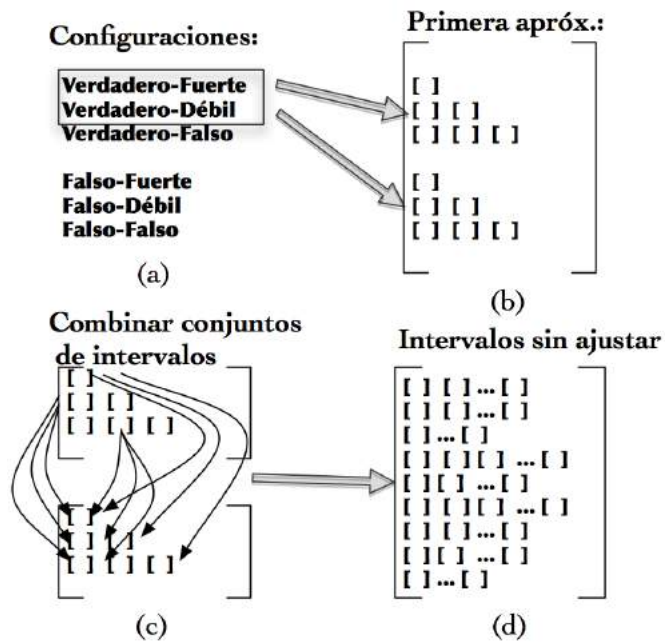 Configuraciones:
Verdadero-Fuerte
Verdadero-Débil
Verdadero-Falso
Falso-Fuerte
Falso-Débil
Falso-Falso
(a)
Primera apróx.:
[ ]
[ ] [ ]
[ ] [ ] [ ]
[ ]
[ ] [ ]
[ ] [ ] [ ]
(b)
Combinar conjuntos
de intervalos
[ ]
[ ] [ ]
[ ] [ ] [ ]
[ ]
[ ] [ ]
[ ] [ ] [ ]
(c)
Intervalos sin ajustar
[ ] [ ]...[ ]
[ ] [ ]...[ ]
[ ]...[ ]
[ ] [ ][ ] ...[ ]
[ ][ ] ...[ ]
[ ] [ ][ ] ...[ ]
[ ] [ ]...[ ]
[ ][ ] ...[ ]
[ ]...[ ]
(d)